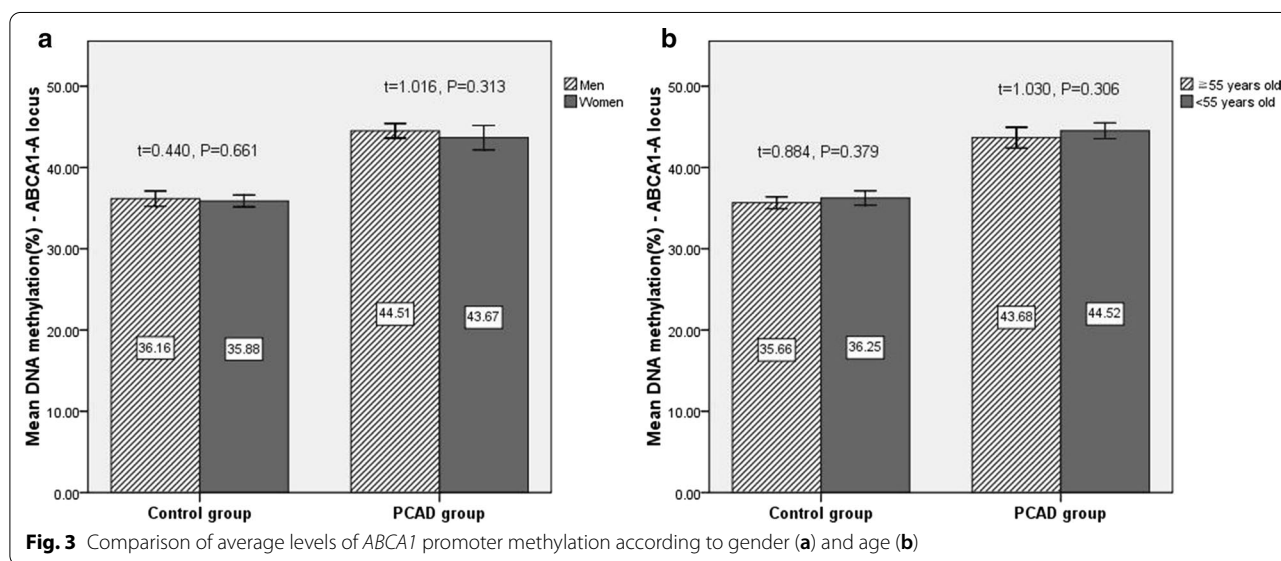 a
Mean DNA methylation(%) - ABCA1-A locus
50.00
40.00
30.00
20.00
10.00
0.00
t=0.440, P=0.661
t=1.016, P=0.313
36.16
35.88
44.51
43.67
Control group
PCAD group
Men
Women
b
Mean DNA methylation(%) - ABCA1-A locus
50.00
40.00
30.00
20.00
10.00
0.00
t=0.884, P=0.379
t=1.030, P=0.306
35.66
36.25
43.68
44.52
Control group
PCAD group
≧55 years old
<55 years old
Fig. 3 Comparison of average levels of ABCA1 promoter methylation according to gender (a) and age (b)